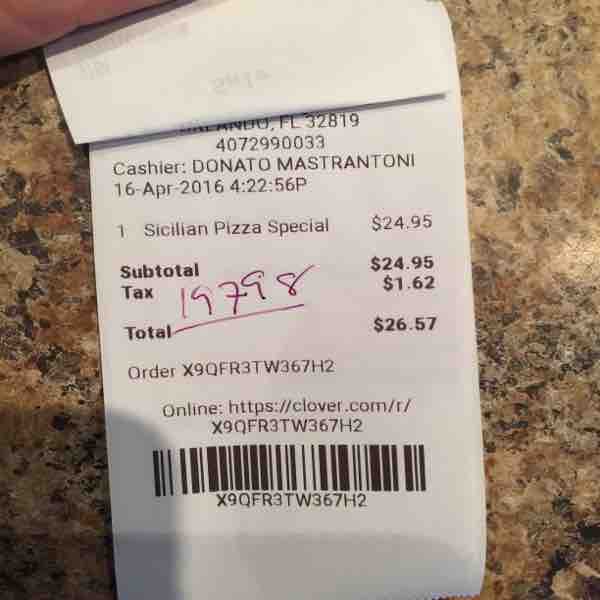 ORLANDO, FL 32819
4072990033
Cashier: DONATO MASTRANTONI
16-Apr-2016 4:22:56P
1 Sicilian Pizza Special $24.95
Subtotal $24.95
Tax $1.62
19798
Total $26.57
Order X9QFR3TW367H2
Online: https://clover.com/r/
X9QFR3TW367H2
X9QFR3TW367H2